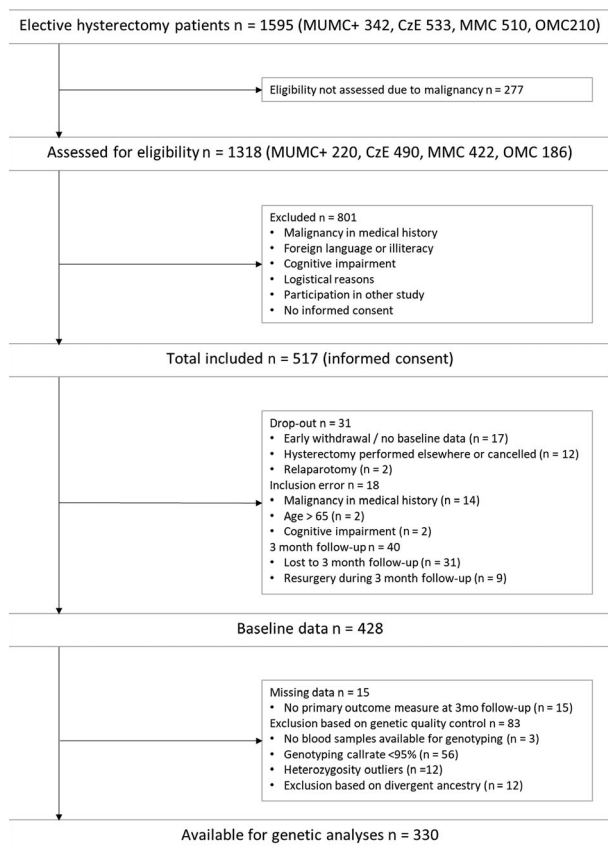 Elective hysterectomy patients n = 1595 (MUMC+ 342, CzE 533, MMC 510, OMC210)
Eligibility not assessed due to malignancy n = 277
Assessed for eligibility n = 1318 (MUMC+ 220, CzE 490, MMC 422, OMC 186)
Excluded n = 801
• Malignancy in medical history
• Foreign language or illiteracy
• Cognitive impairment
• Logistical reasons
• Participation in other study
• No informed consent
Total included n = 517 (informed consent)
Drop-out n = 31
• Early withdrawal / no baseline data (n = 17)
• Hysterectomy performed elsewhere or cancelled (n = 12)
• Relaparotomy (n = 2)
Inclusion error n = 18
• Malignancy in medical history (n = 14)
• Age > 65 (n = 2)
• Cognitive impairment (n = 2)
3 month follow-up n = 40
• Lost to 3 month follow-up (n = 31)
• Resurgery during 3 month follow-up (n = 9)
Baseline data n = 428
Missing data n = 15
• No primary outcome measure at 3mo follow-up (n = 15)
Exclusion based on genetic quality control n = 83
• No blood samples available for genotyping (n = 3)
• Genotyping callrate <95% (n = 56)
• Heterozygosity outliers (n =12)
• Exclusion based on divergent ancestry (n = 12)
Available for genetic analyses n = 330